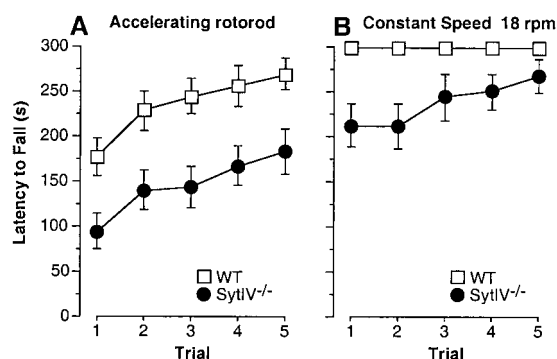 A Accelerating rotorod
B Constant Speed 18 rpm
Latency to Fall (s)
300
250
200
150
100
50
0
WT
SytIV-/-
WT
SytIV-/-
1 2 3 4 5
1 2 3 4 5
Trial
Trial